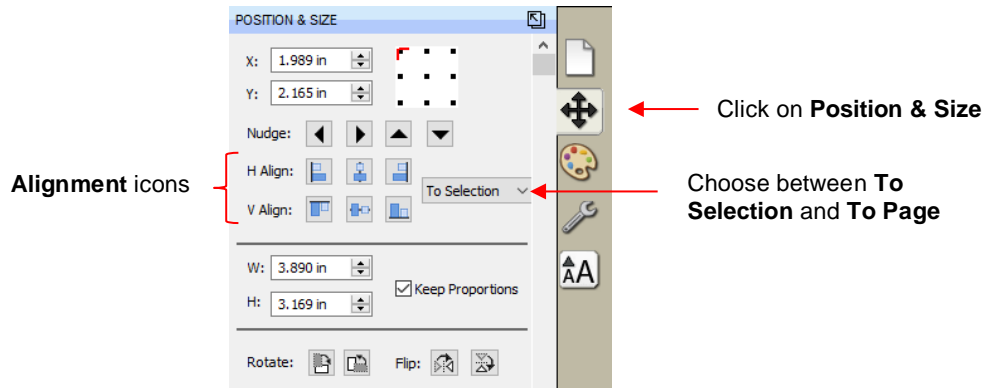 POSITION & SIZE
X: 1.989 in
Y: 2.165 in
Click on Position & Size
Nudge:
Alignment icons
H Align:
To Selection
V Align:
Choose between To
Selection and To Page
W: 3.890 in
Keep Proportions
H: 3.169 in
AA
Rotate: Flip: